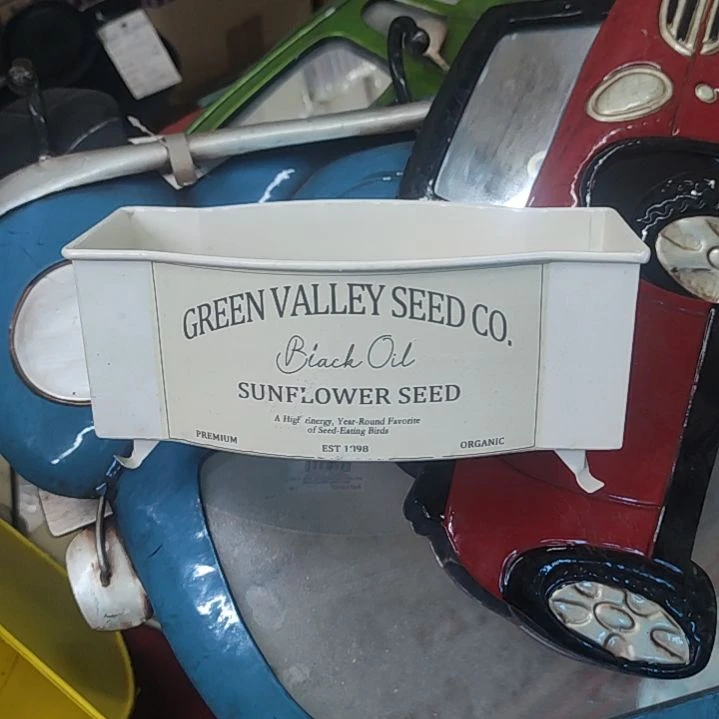 GREEN VALLEY SEED CO.
Black Oil
SUNFLOWER SEED
A High Energy, Year-Round Favorite
of Seed-Eating Birds
PREMIUM
EST 1998
ORGANIC